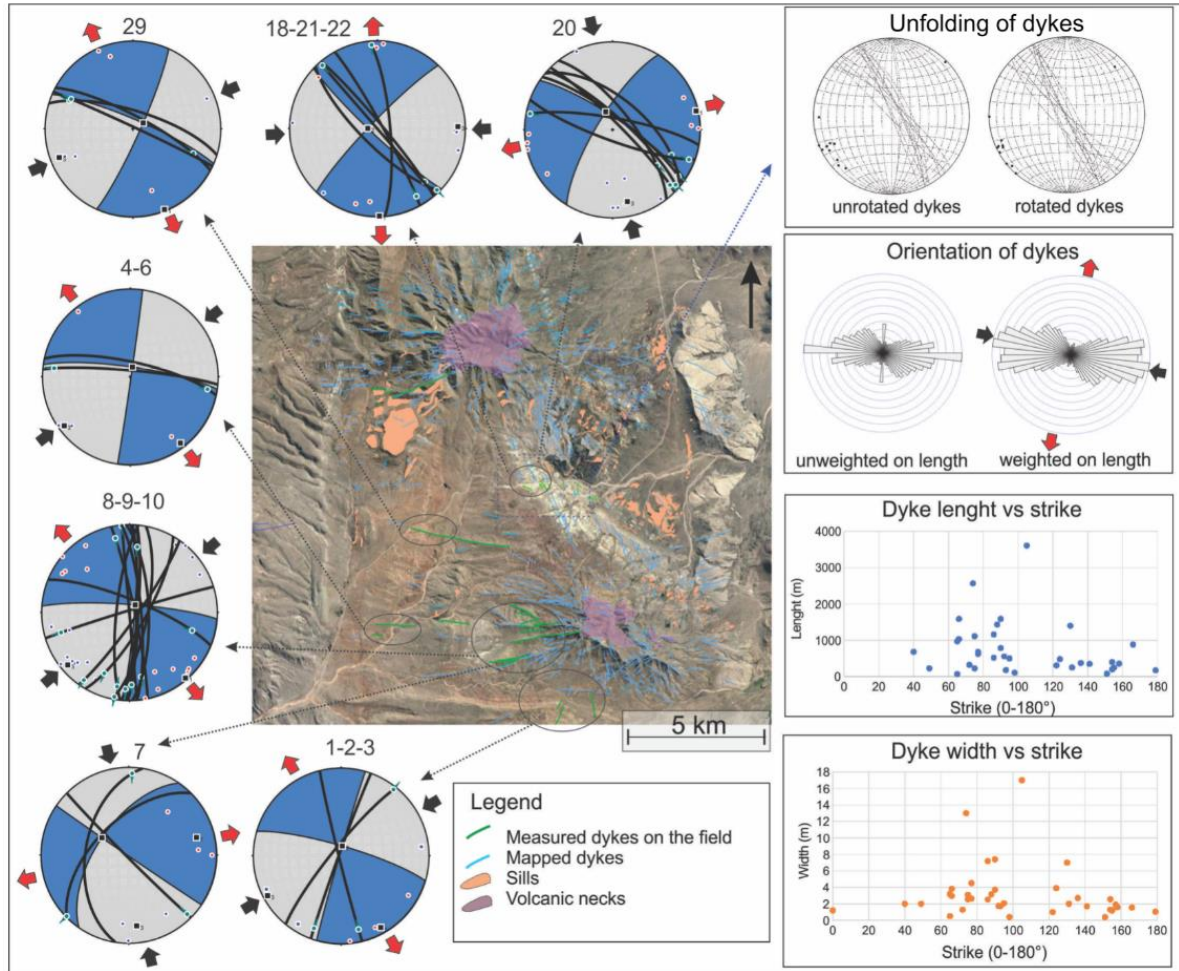 29
18-21-22
20
Unfolding of dykes
unrotated dykes
rotated dykes
4-6
Orientation of dykes
unweighted on length
weighted on length
8-9-10
Dyke lenght vs strike
Lenght (m)
4000
3000
2000
1000
0
0 20 40 60 80 100 120 140 160 180
Strike (0-180°)
5 km
7
1-2-3
Legend
Measured dykes on the field
Mapped dykes
Sills
Volcanic necks
Dyke width vs strike
Width (m)
18
16
14
12
10
8
6
4
2
0
0 20 40 60 80 100 120 140 160 180
Strike (0-180°)